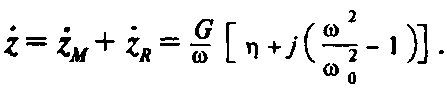 ż = ż_M + ż_R = G/ω [ η + j ( ω²/ω₀² − 1 ) ] .